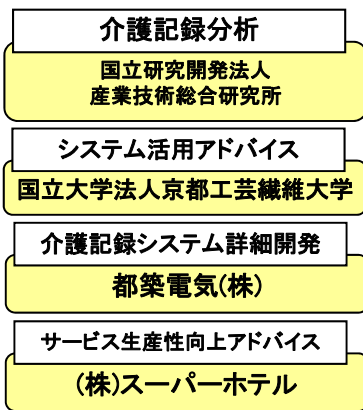 介護記録分析
国立研究開発法人
産業技術総合研究所
システム活用アドバイス
国立大学法人京都工芸繊維大学
介護記録システム詳細開発
都築電気(株)
サービス生産性向上アドバイス
(株)スーパーホテル